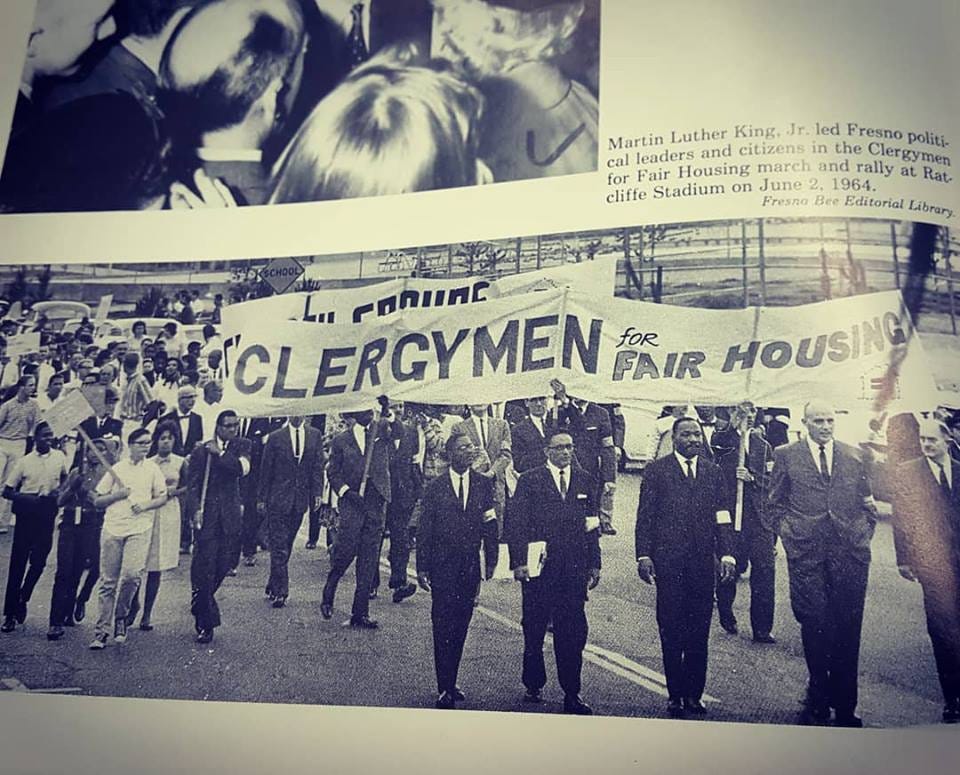 Martin Luther King, Jr. led Fresno politi-
cal leaders and citizens in the Clergymen
for Fair Housing march and rally at Rat-
cliffe Stadium on June 2, 1964.
Fresno Bee Editorial Library.
SCHOOL
CLERGYMEN FOR FAIR HOUSING